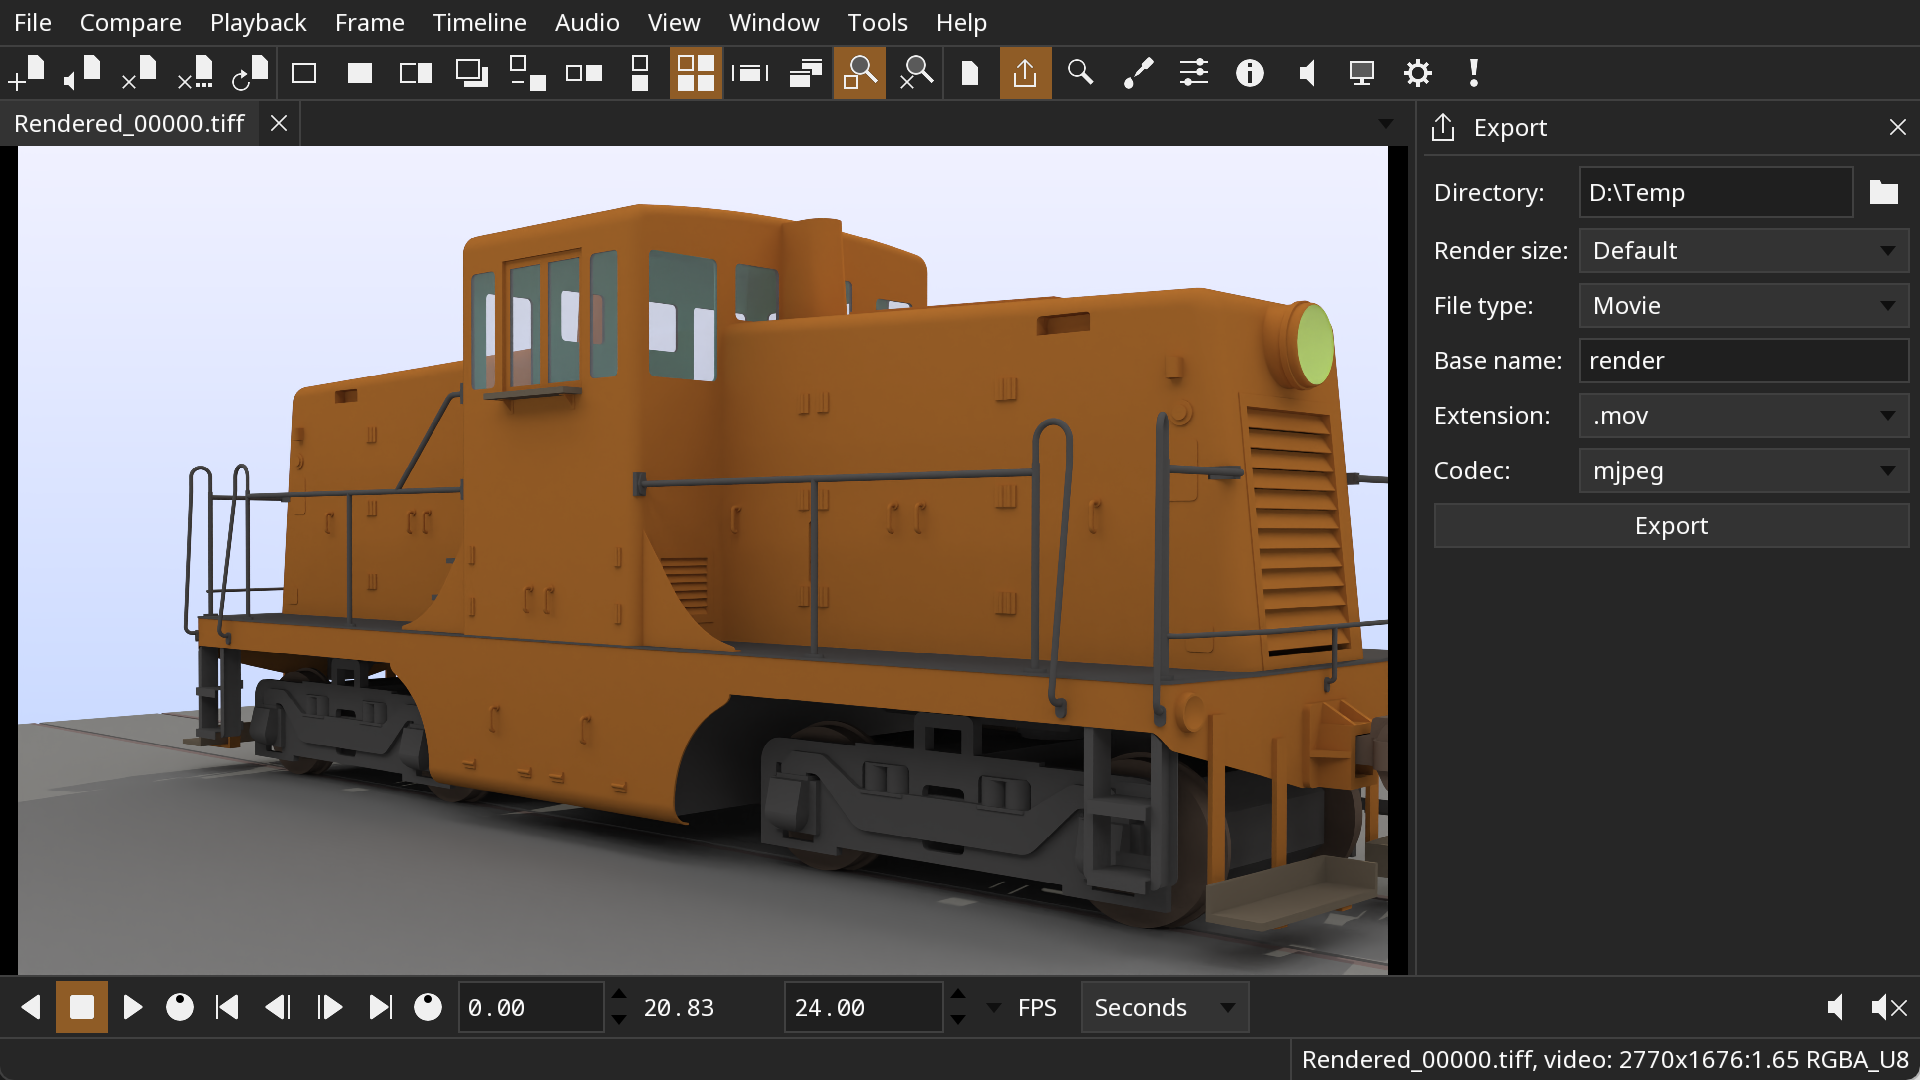 File Compare Playback Frame Timeline Audio View Window Tools Help
Rendered_00000.tiff
Export
Directory: D:\Temp
Render size: Default
File type: Movie
Base name: render
Extension: .mov
Codec: mjpeg
Export
0.00 20.83 24.00 FPS Seconds
Rendered_00000.tiff, video: 2770x1676:1.65 RGBA_U8